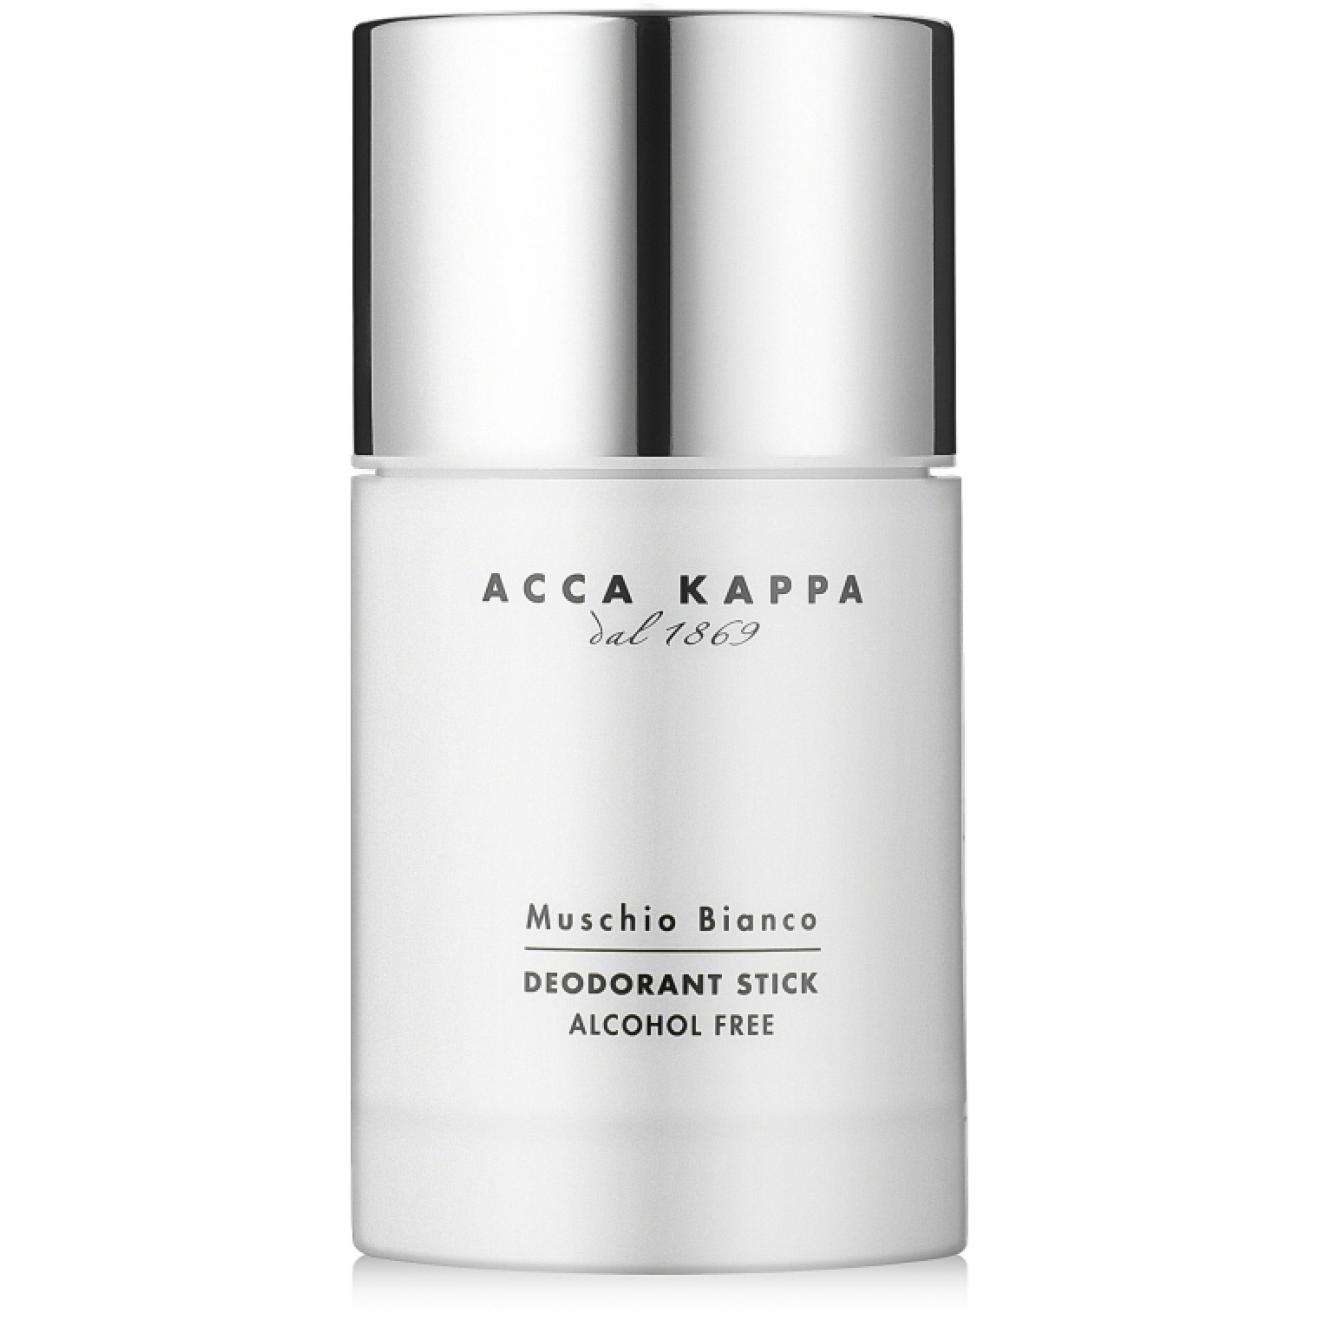 ACCA KAPPA
dal 1869
Muschio Bianco
DEODORANT STICK
ALCOHOL FREE